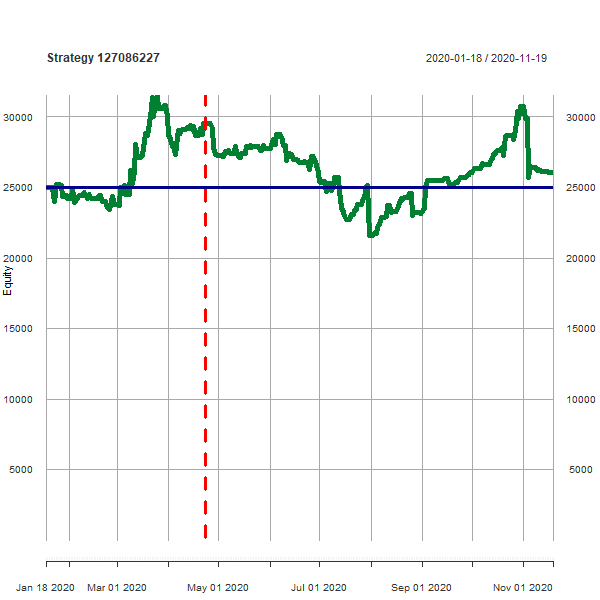 Strategy 127086227
2020-01-18 / 2020-11-19
30000
30000
25000
25000
20000
20000
Equity
15000
15000
10000
10000
5000
5000
Jan 18 2020
Mar 01 2020
May 01 2020
Jul 01 2020
Sep 01 2020
Nov 01 2020